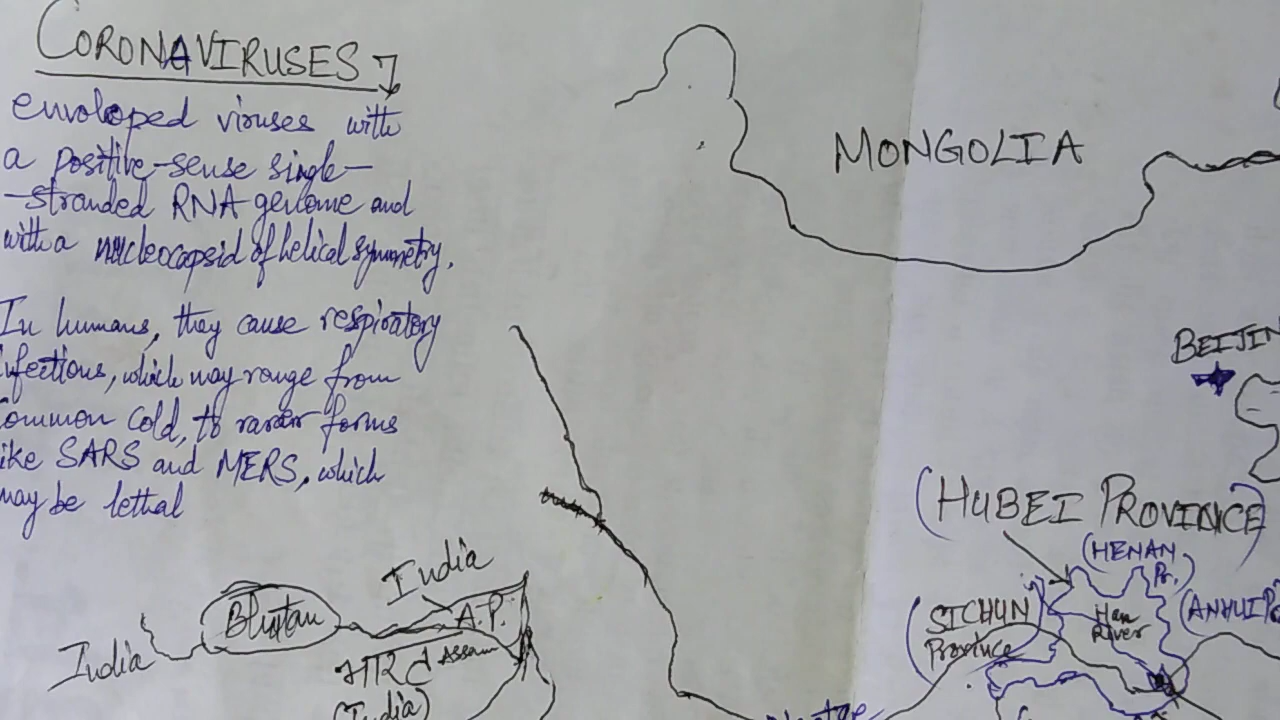 CORONAVIRUSES
enveloped viruses with
a positive-sense single-
-stranded RNA genome and
with a nucleocapsid of helical symmetry.
In humans, they cause respiratory
infections, which may range from
common cold, to rarer forms
like SARS and MERS, which
may be lethal
MONGOLIA
BEIJIN
(HUBEI PROVINCE)
(HENAN
Pr.)
(SICHUN
Province)
Han
River
(ANHUI P
India
Bhutan
India
A.P.
Assam
भारत
(India)